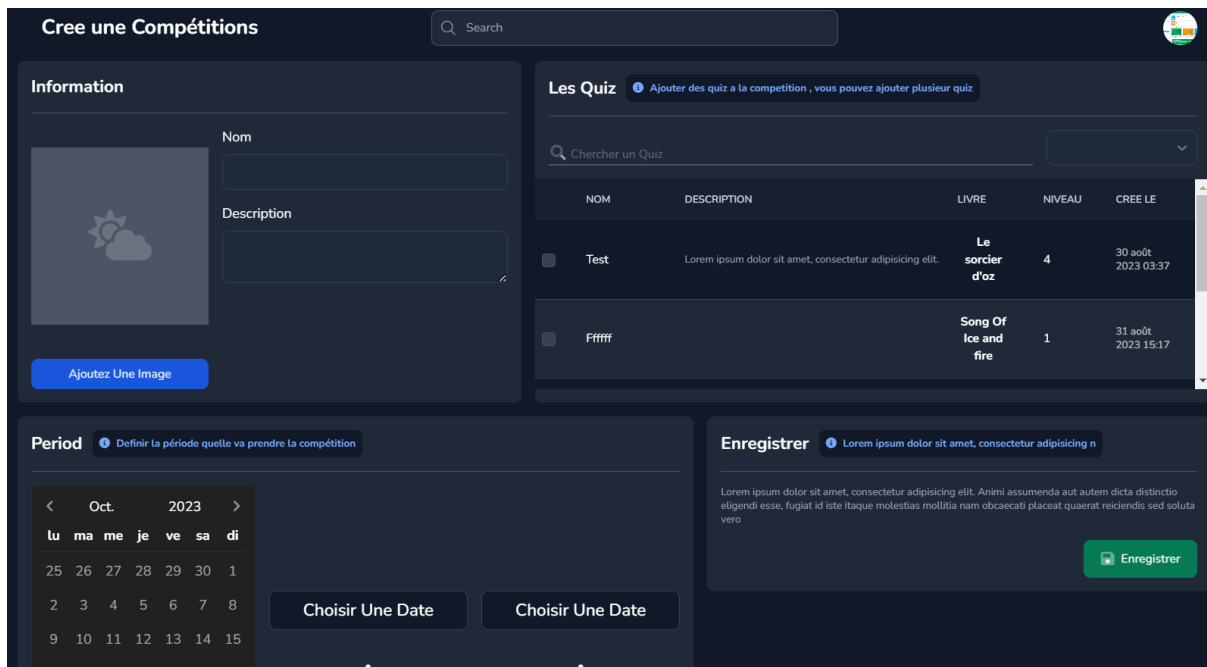 Cree une Compétitions
Search
Information
Nom
Description
Ajoutez Une Image
Les Quiz
Ajouter des quiz a la competition , vous pouvez ajouter plusieur quiz
Chercher un Quiz
NOM DESCRIPTION LIVRE NIVEAU CREE LE
Test Lorem ipsum dolor sit amet, consectetur adipisicing elit. Le sorcier d'oz 4 30 août 2023 03:37
Ffffff Song Of Ice and fire 1 31 août 2023 15:17
Period
Definir la période quelle va prendre la compétition
Oct. 2023
lu ma me je ve sa di
25 26 27 28 29 30 1
2 3 4 5 6 7 8
9 10 11 12 13 14 15
Choisir Une Date
Choisir Une Date
Enregistrer
Lorem ipsum dolor sit amet, consectetur adipisicing n
Lorem ipsum dolor sit amet, consectetur adipisicing elit. Animi assumenda aut autem dicta distinctio
eligendi esse, fugiat id iste itaque molestias mollitia nam obcaecati placeat quaerat reiciendis sed soluta
vero
Enregistrer